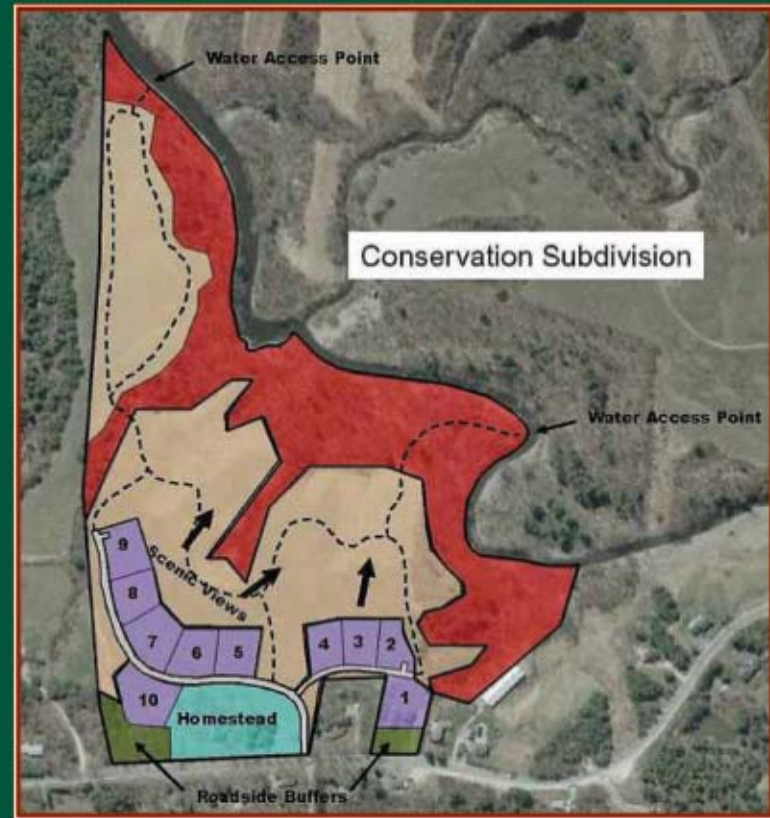 Water Access Point
Conservation Subdivision
Water Access Point
Scenic Views
9
8
7
6
5
4
3
2
1
10
Homestead
Roadside Buffers